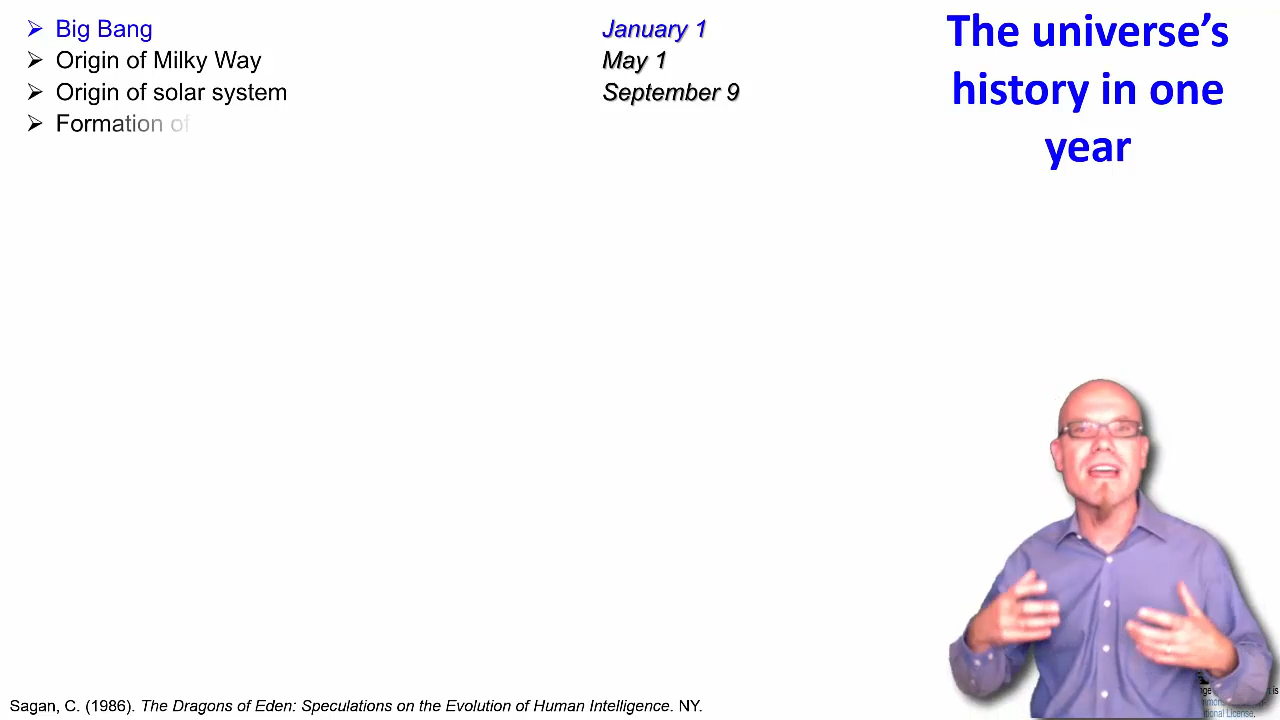 Big Bang January 1
Origin of Milky Way May 1
Origin of solar system September 9
Formation of
The universe's
history in one
year
Sagan, C. (1986). The Dragons of Eden: Speculations on the Evolution of Human Intelligence. NY.
tional License,